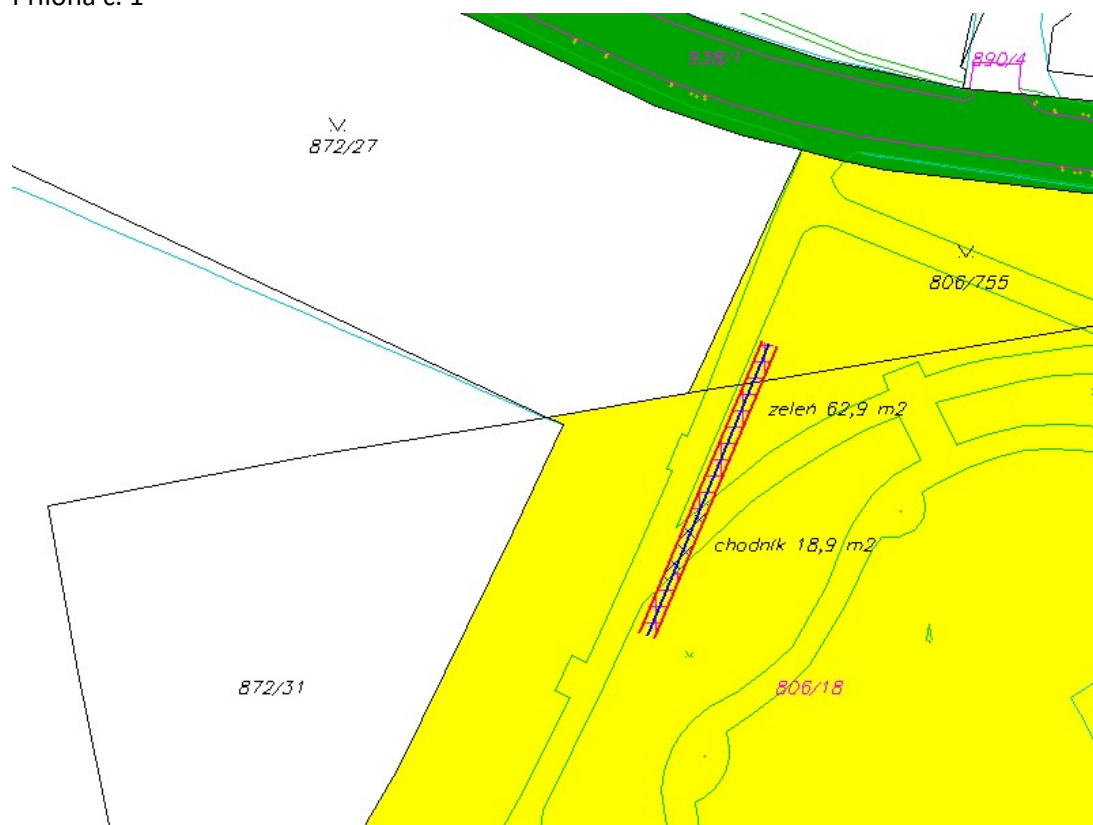 Príloha č. 1
938/1
890/4
872/27
806/755
zeleň 62,9 m2
chodník 18,9 m2
872/31
806/18